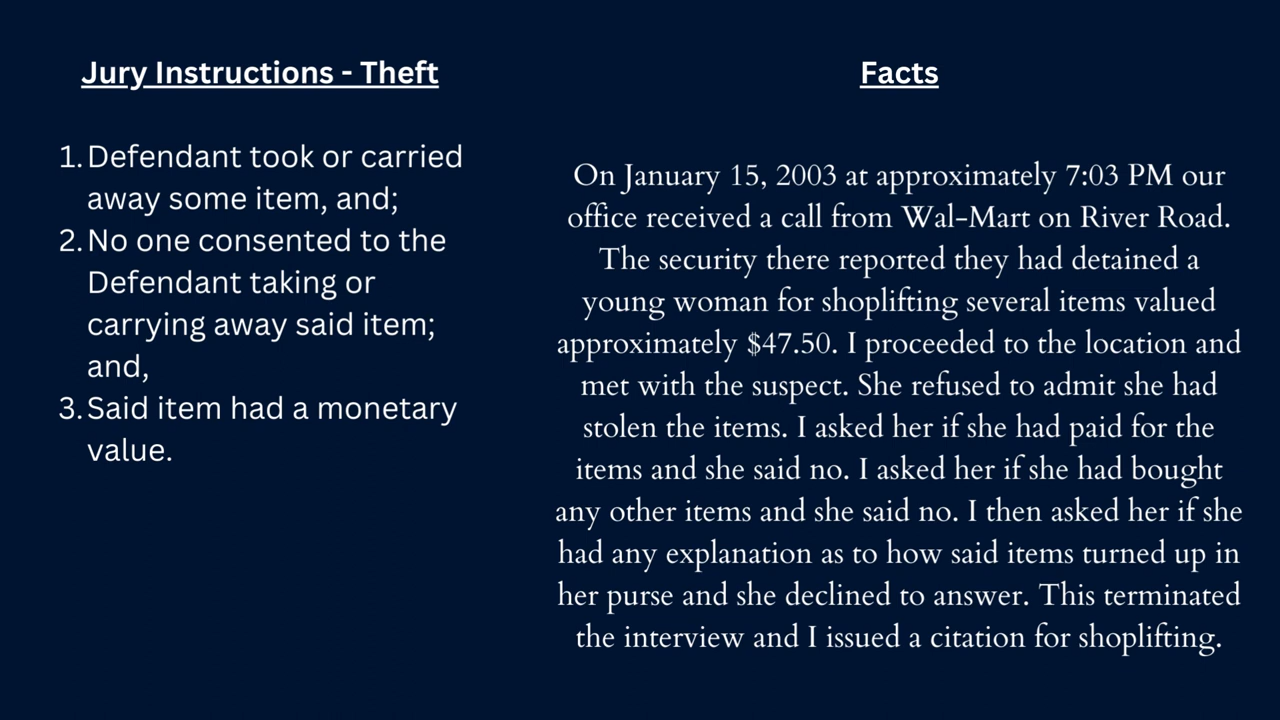 Jury Instructions - Theft
1. Defendant took or carried
away some item, and;
2. No one consented to the
Defendant taking or
carrying away said item;
and,
3. Said item had a monetary
value.
Facts
On January 15, 2003 at approximately 7:03 PM our
office received a call from Wal-Mart on River Road.
The security there reported they had detained a
young woman for shoplifting several items valued
approximately $47.50. I proceeded to the location and
met with the suspect. She refused to admit she had
stolen the items. I asked her if she had paid for the
items and she said no. I asked her if she had bought
any other items and she said no. I then asked her if she
had any explanation as to how said items turned up in
her purse and she declined to answer. This terminated
the interview and I issued a citation for shoplifting.